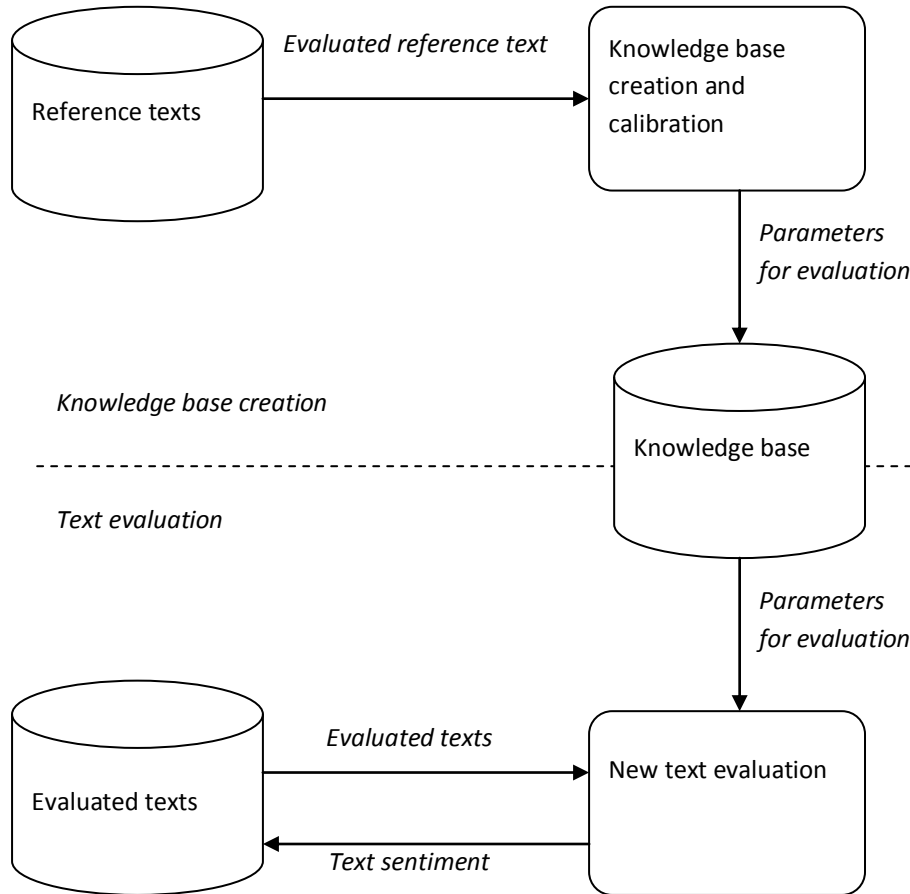 Evaluated reference text
Reference texts
Knowledge base
creation and
calibration
Parameters
for evaluation
Knowledge base creation
Knowledge base
Text evaluation
Parameters
for evaluation
Evaluated texts
New text evaluation
Evaluated texts
Text sentiment